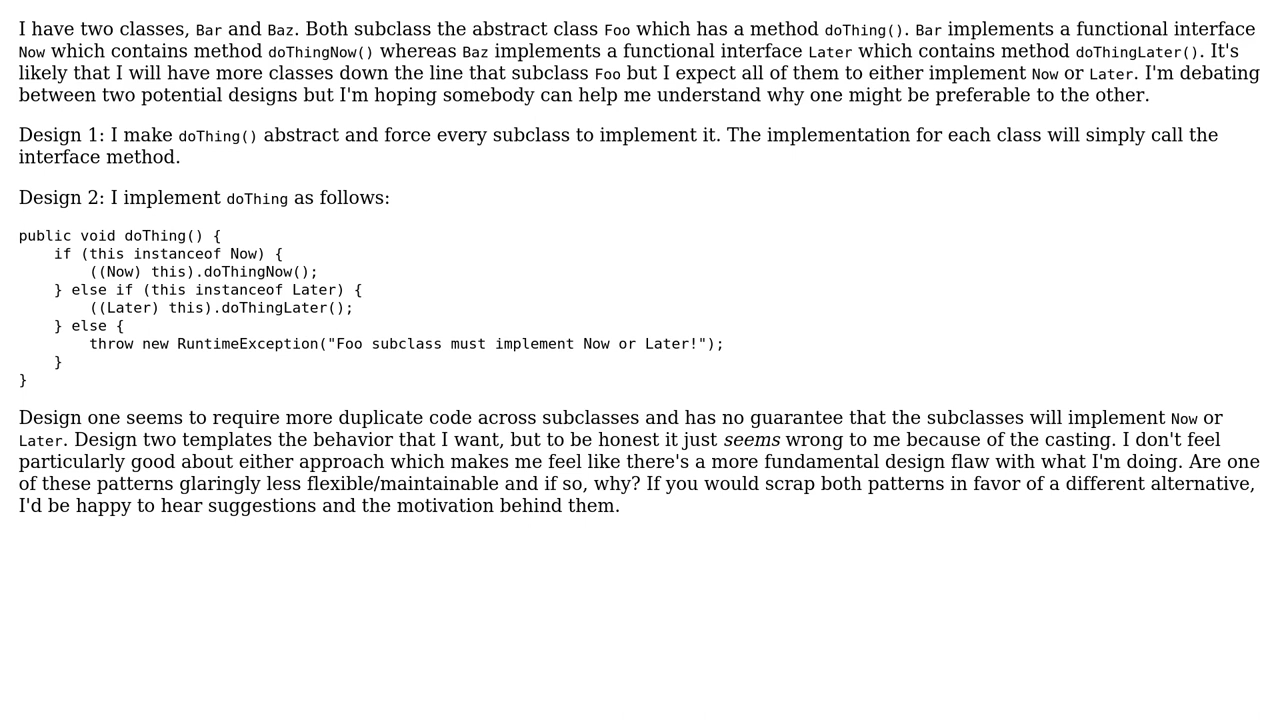 I have two classes, Bar and Baz. Both subclass the abstract class Foo which has a method doThing(). Bar implements a functional interface
Now which contains method doThingNow() whereas Baz implements a functional interface Later which contains method doThingLater(). It's
likely that I will have more classes down the line that subclass Foo but I expect all of them to either implement Now or Later. I'm debating
between two potential designs but I'm hoping somebody can help me understand why one might be preferable to the other.
Design 1: I make doThing() abstract and force every subclass to implement it. The implementation for each class will simply call the
interface method.
Design 2: I implement doThing as follows:
public void doThing() {
    if (this instanceof Now) {
        ((Now) this).doThingNow();
    } else if (this instanceof Later) {
        ((Later) this).doThingLater();
    } else {
        throw new RuntimeException("Foo subclass must implement Now or Later!");
    }
}
Design one seems to require more duplicate code across subclasses and has no guarantee that the subclasses will implement Now or
Later. Design two templates the behavior that I want, but to be honest it just seems wrong to me because of the casting. I don't feel
particularly good about either approach which makes me feel like there's a more fundamental design flaw with what I'm doing. Are one
of these patterns glaringly less flexible/maintainable and if so, why? If you would scrap both patterns in favor of a different alternative,
I'd be happy to hear suggestions and the motivation behind them.